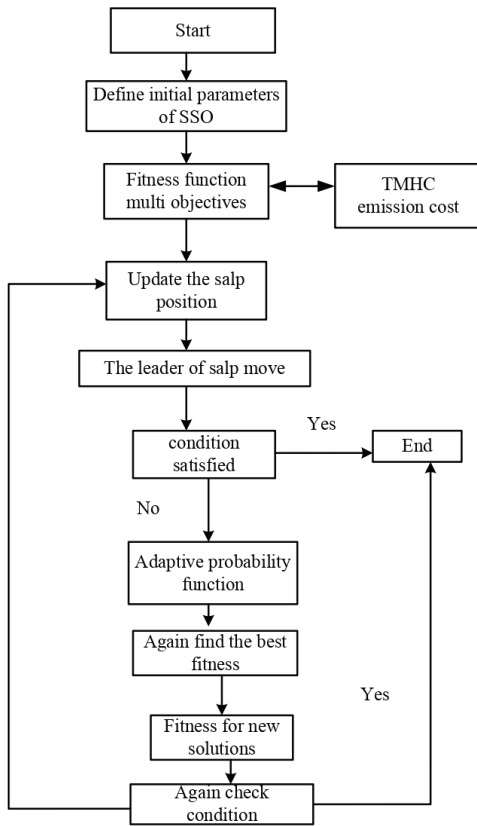 Start
Define initial parameters
of SSO
Fitness function
multi objectives
TMHC
emission cost
Update the salp
position
The leader of salp move
condition
satisfied
Yes
End
No
Adaptive probability
function
Again find the best
fitness
Yes
Fitness for new
solutions
Again check
condition